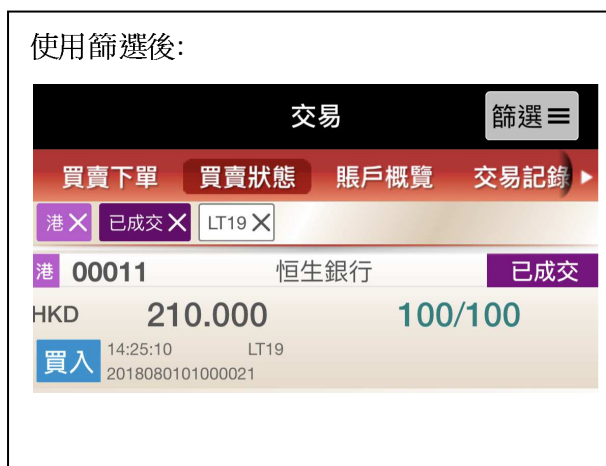 使用篩選後:
交易 篩選
買賣下單 買賣狀態 賬戶概覽 交易記錄
港 已成交 LT19
港 00011 恒生銀行 已成交
HKD 210.000 100/100
買入 14:25:10 LT19
2018080101000021